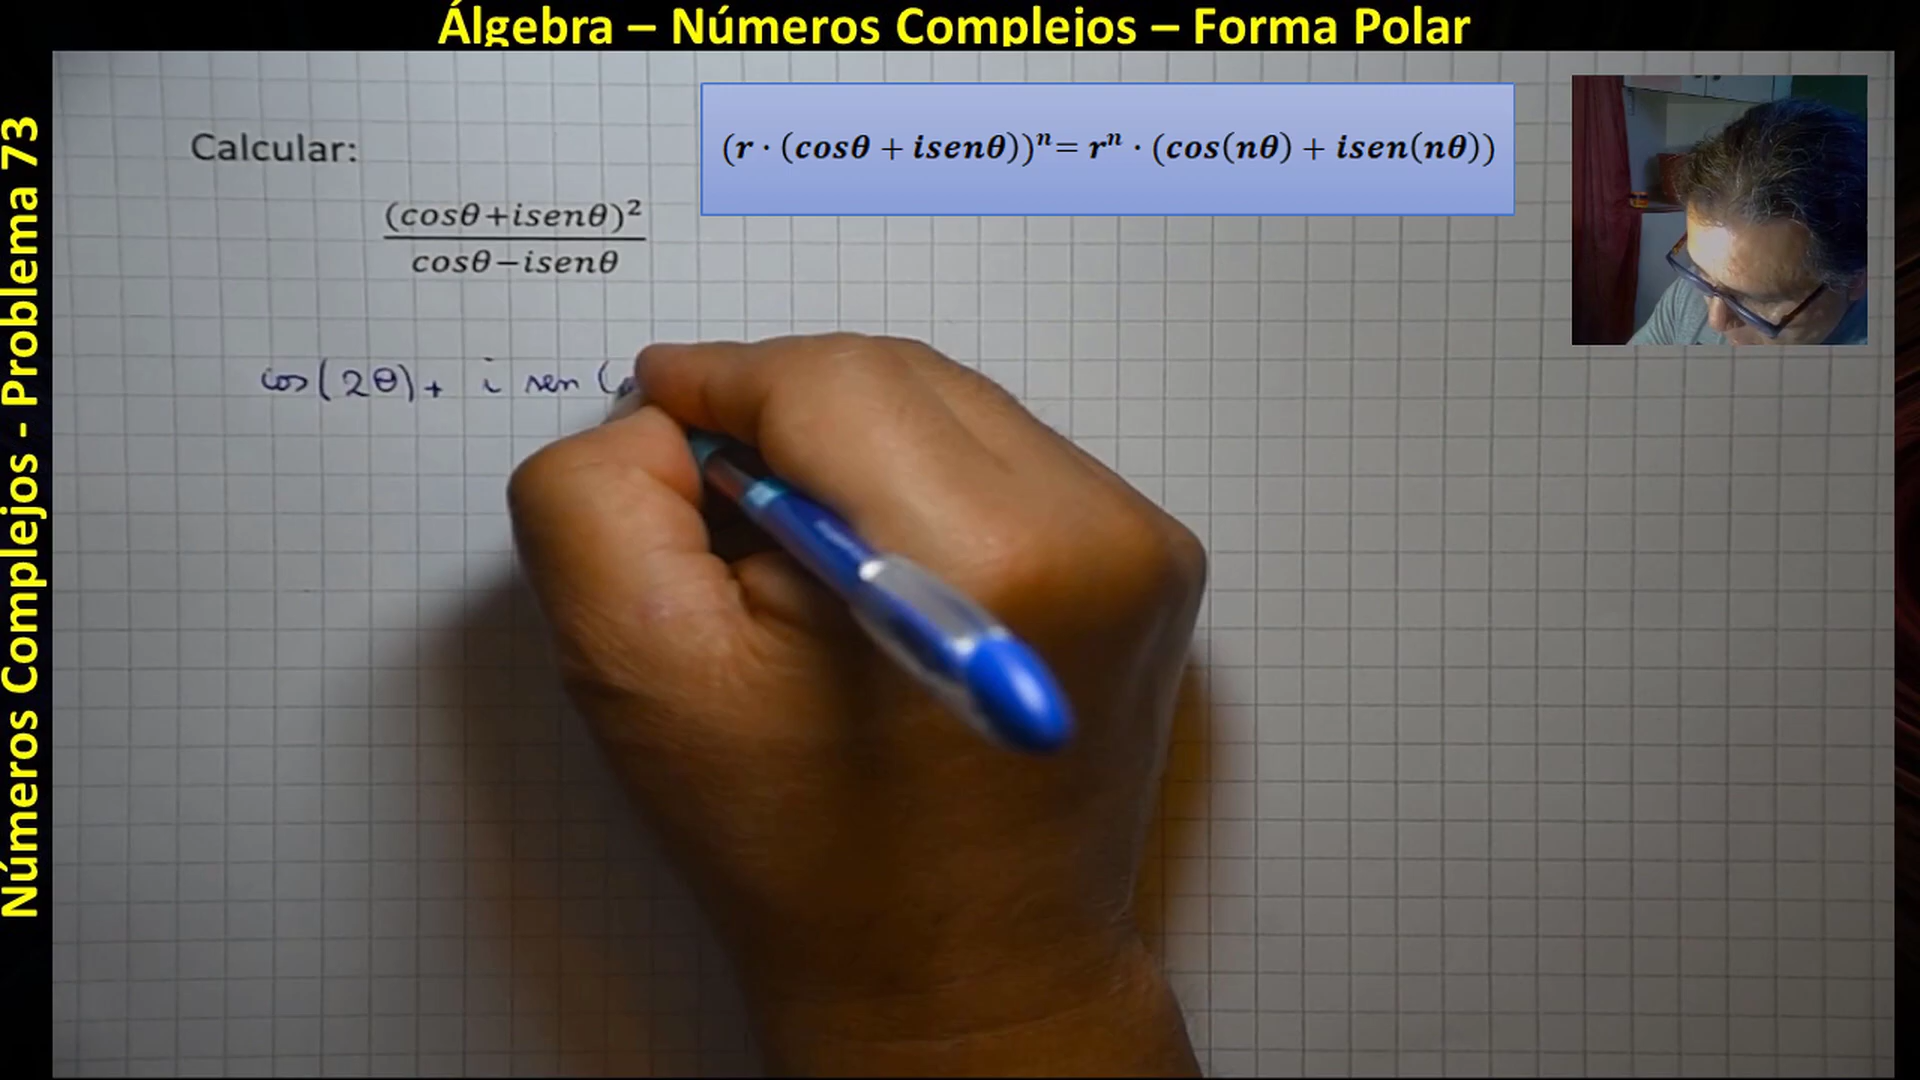 Álgebra – Números Complejos – Forma Polar
Números Complejos - Problema 73
Calcular:
(r · (cosθ + isenθ))ⁿ= rⁿ · (cos(nθ) + isen(nθ))
(cosθ+isenθ)²
cosθ−isenθ
cos(2θ)+ i sen (